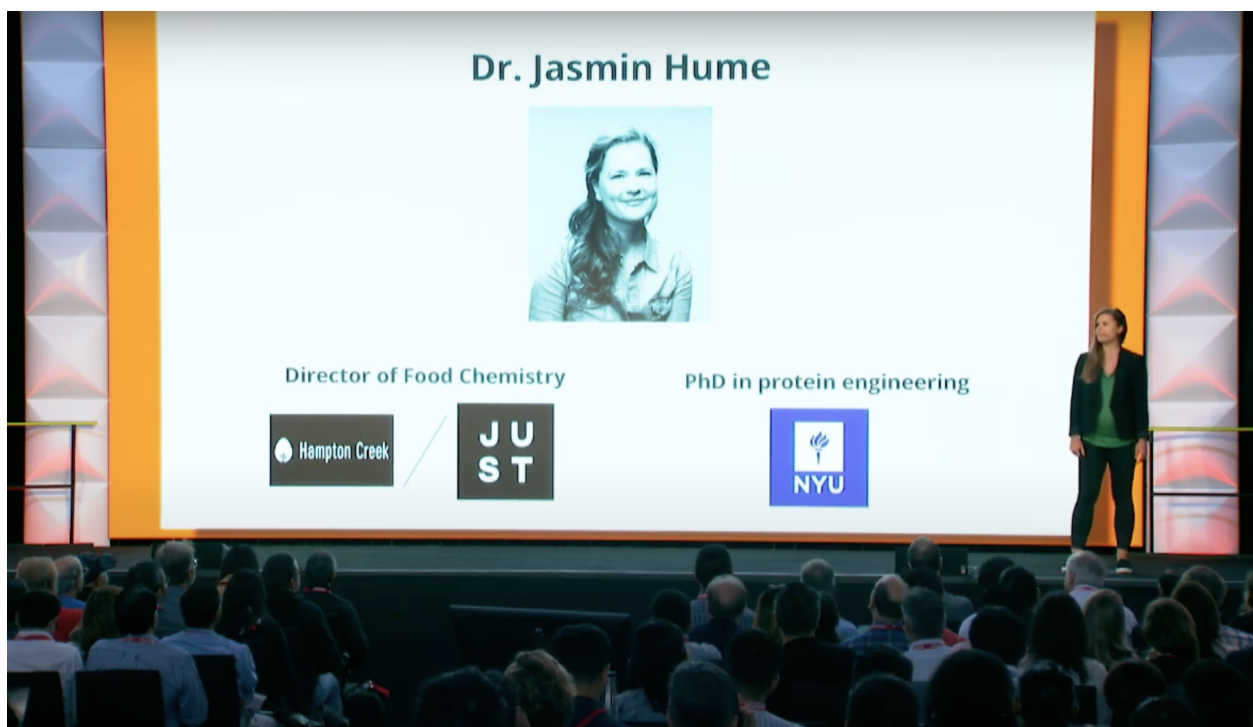 Dr. Jasmin Hume
Director of Food Chemistry
PhD in protein engineering
Hampton Creek
JU
ST
NYU